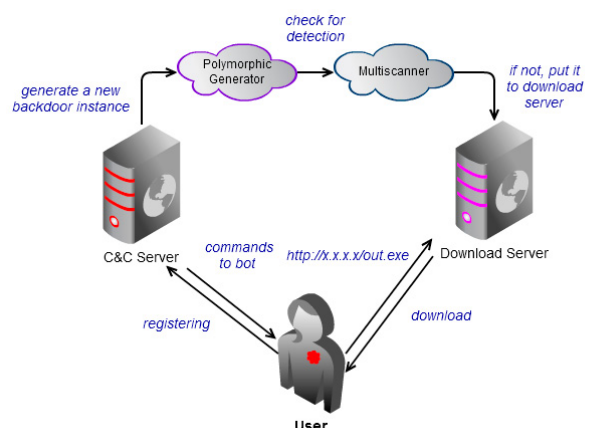 check for
detection
Polymorphic
Generator
Multiscanner
generate a new
backdoor instance
if not, put it
to download
server
C&C Server
Download Server
commands
to bot
http://x.x.x.x/out.exe
registering
download
User